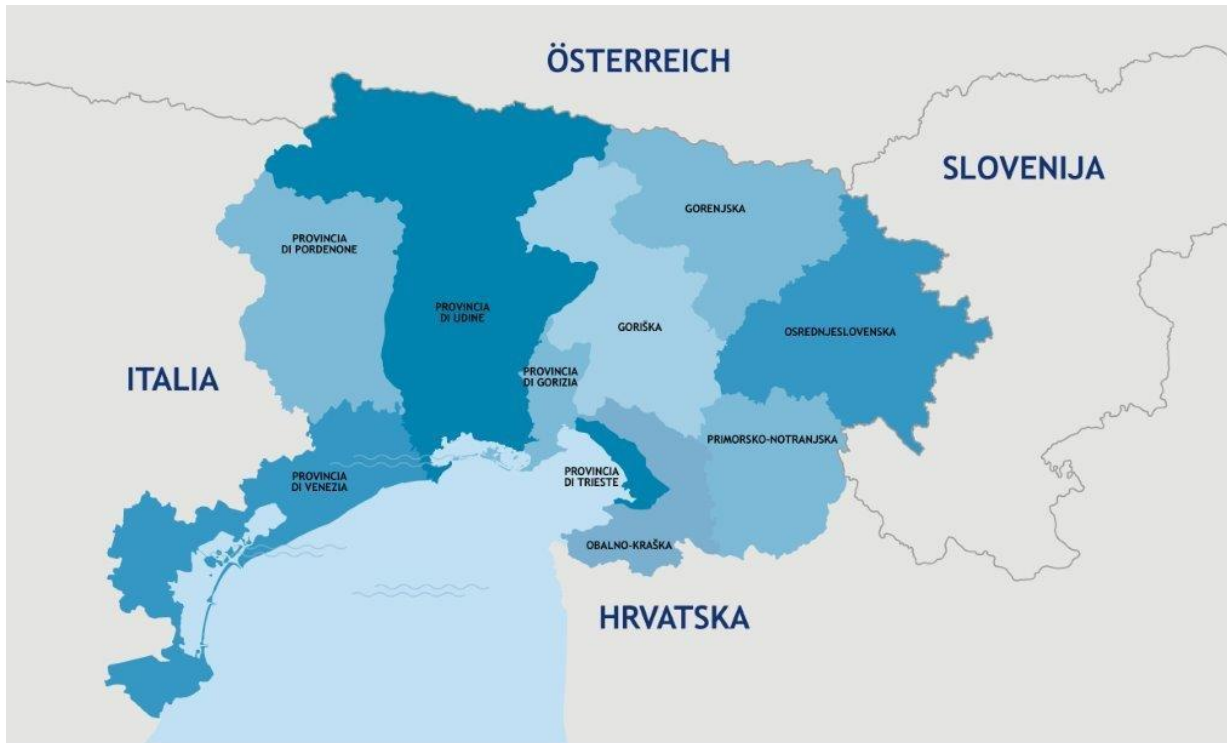 ÖSTERREICH
SLOVENIJA
GORENJSKA
PROVINCIA
DI PORDENONE
PROVINCIA
DI UDINE
GORIŠKA
OSREDNJESLOVENSKA
ITALIA
PROVINCIA
DI GORIZIA
PRIMORSKO-NOTRANJSKA
PROVINCIA
DI VENEZIA
PROVINCIA
DI TRIESTE
OBALNO-KRAŠKA
HRVATSKA